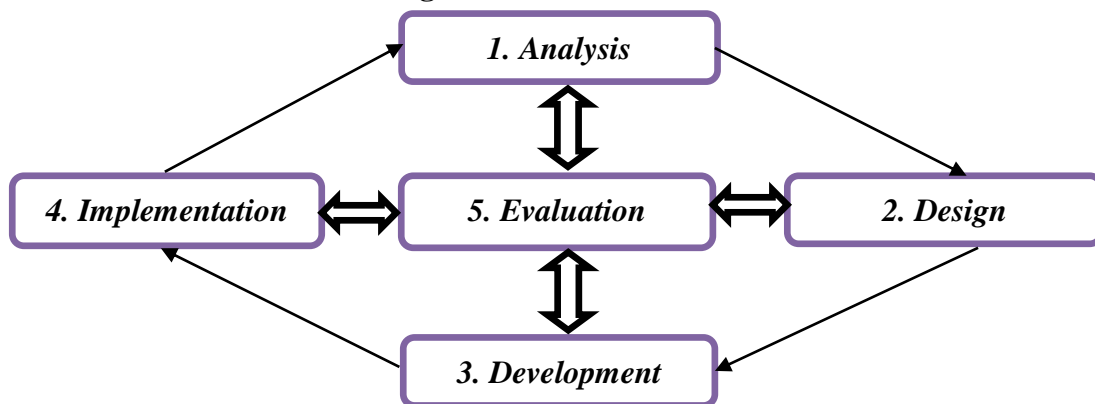 1. Analysis
4. Implementation
5. Evaluation
2. Design
3. Development